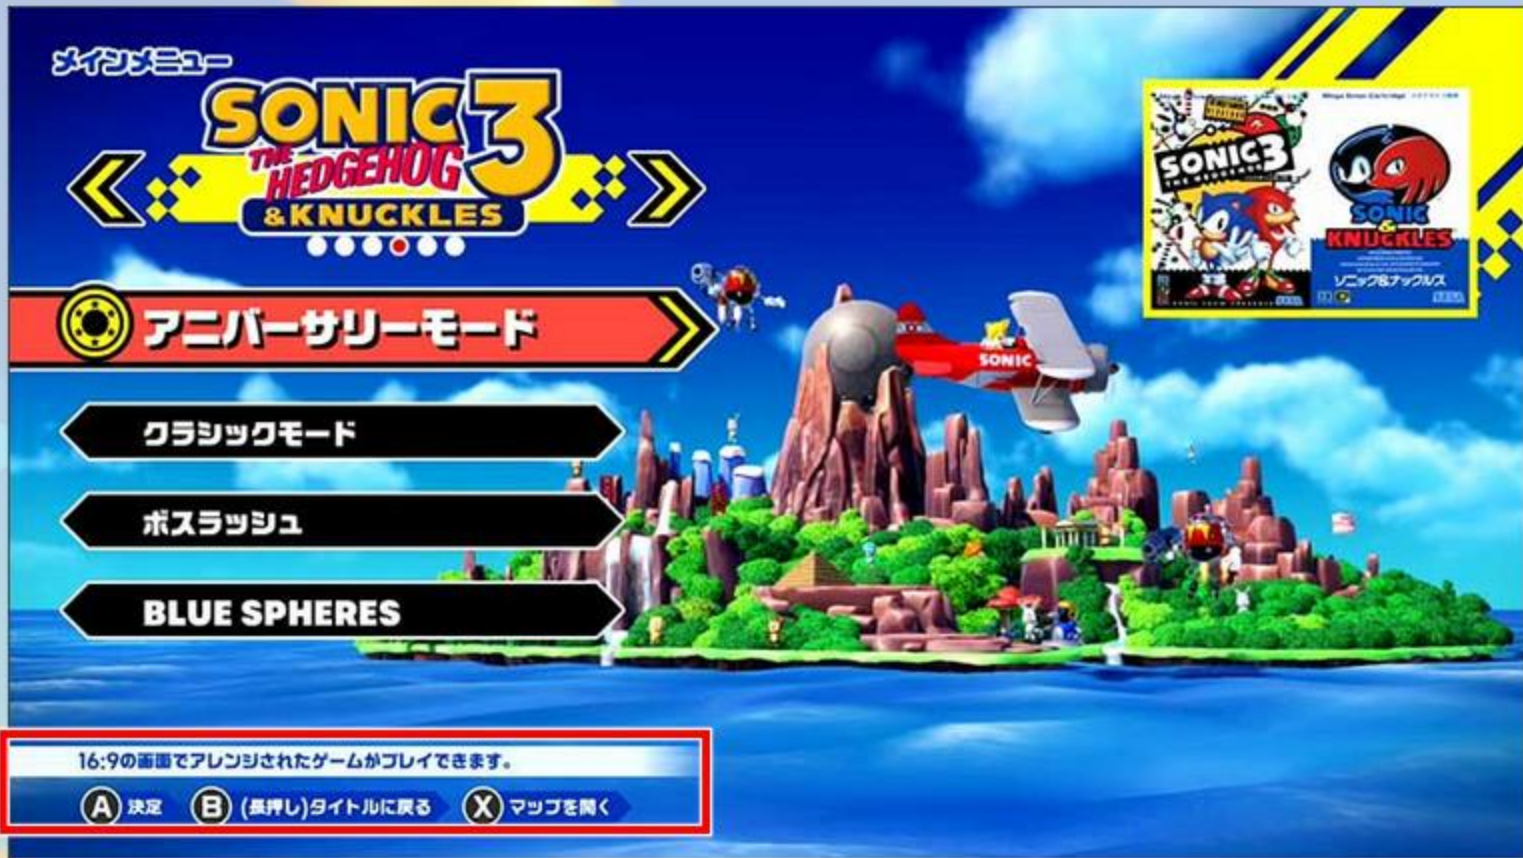 メインメニュー
SONIC 3
THE HEDGEHOG
&KNUCKLES
アニバーサリーモード
クラシックモード
ボスラッシュ
BLUE SPHERES
SONIC
SONIC 3
THE HEDGEHOG
SEGA
SONIC
&
KNUCKLES
ソニック&ナックルズ
SEGA
16:9の画面でアレンジされたゲームがプレイできます。
A 決定 B (長押し)タイトルに戻る X マップを開く